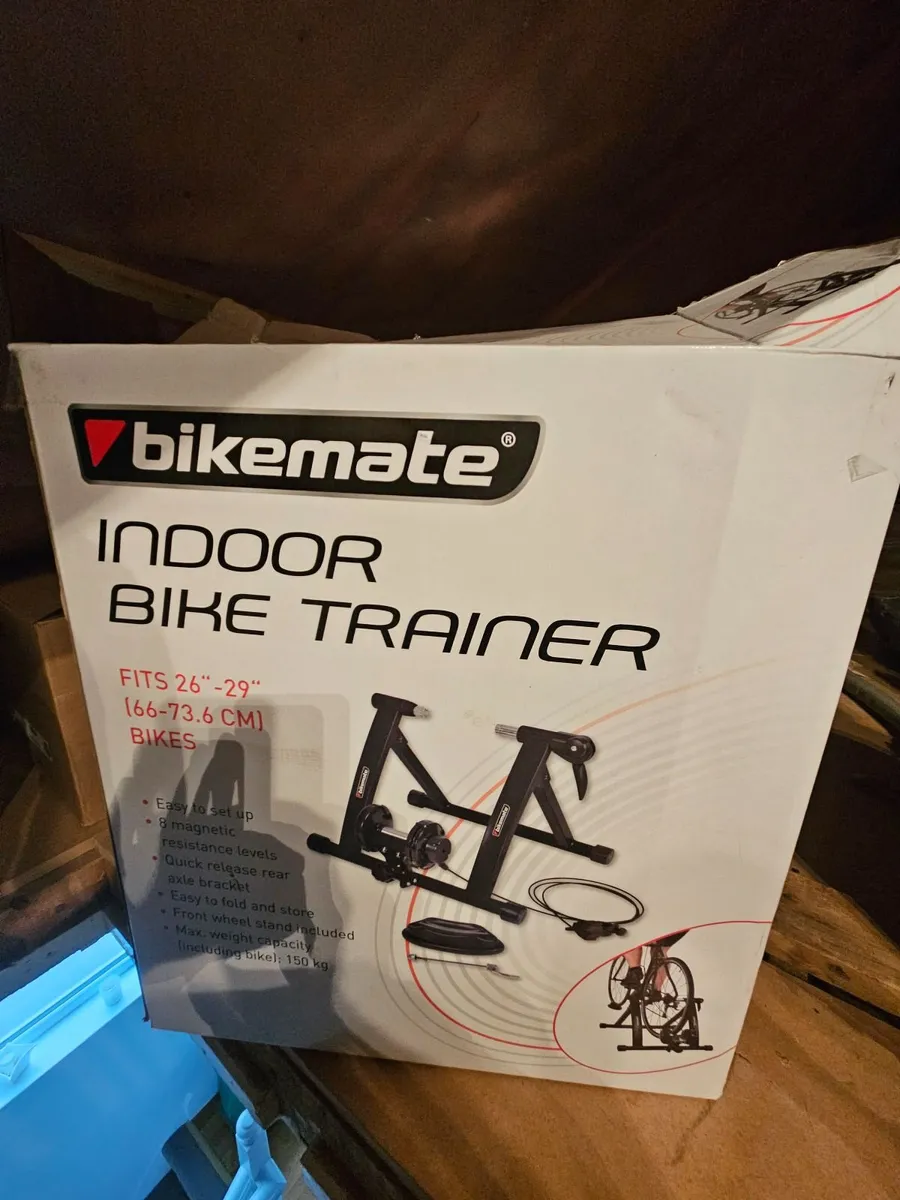 bikemate®
INDOOR
BIKE TRAINER
FITS 26"-29"
(66-73.6 CM)
BIKES
• Easy to set up
• 8 magnetic
resistance levels
• Quick release rear
axle bracket
• Easy to fold and store
• Front wheel stand included
• Max. weight capacity
(including bike): 150 kg
bikemate
bikemate